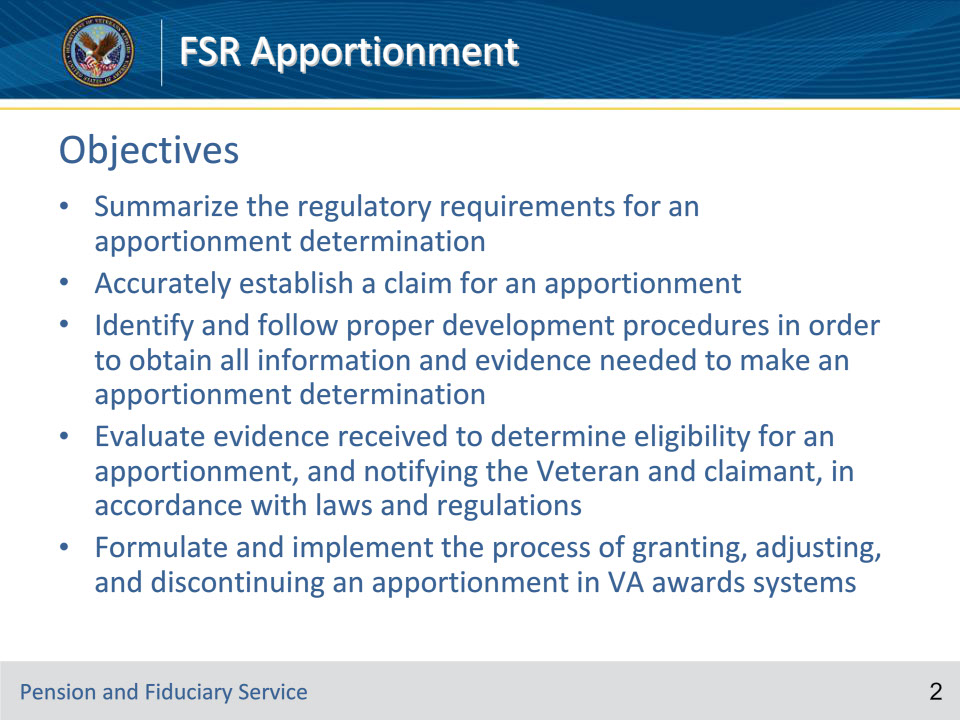 FSR Apportionment
Objectives
• Summarize the regulatory requirements for an
apportionment determination
• Accurately establish a claim for an apportionment
• Identify and follow proper development procedures in order
to obtain all information and evidence needed to make an
apportionment determination
• Evaluate evidence received to determine eligibility for an
apportionment, and notifying the Veteran and claimant, in
accordance with laws and regulations
• Formulate and implement the process of granting, adjusting,
and discontinuing an apportionment in VA awards systems
Pension and Fiduciary Service
2